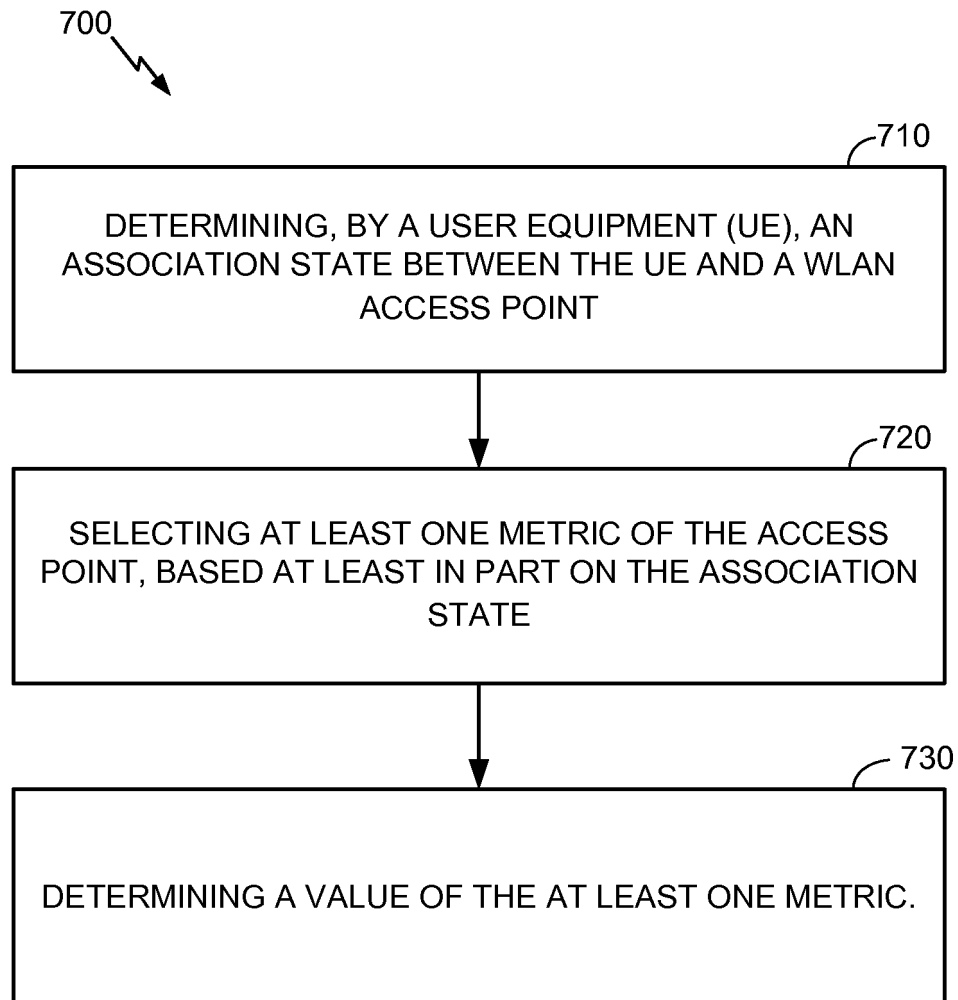 700
710
DETERMINING, BY A USER EQUIPMENT (UE), AN
ASSOCIATION STATE BETWEEN THE UE AND A WLAN
ACCESS POINT
720
SELECTING AT LEAST ONE METRIC OF THE ACCESS
POINT, BASED AT LEAST IN PART ON THE ASSOCIATION
STATE
730
DETERMINING A VALUE OF THE AT LEAST ONE METRIC.